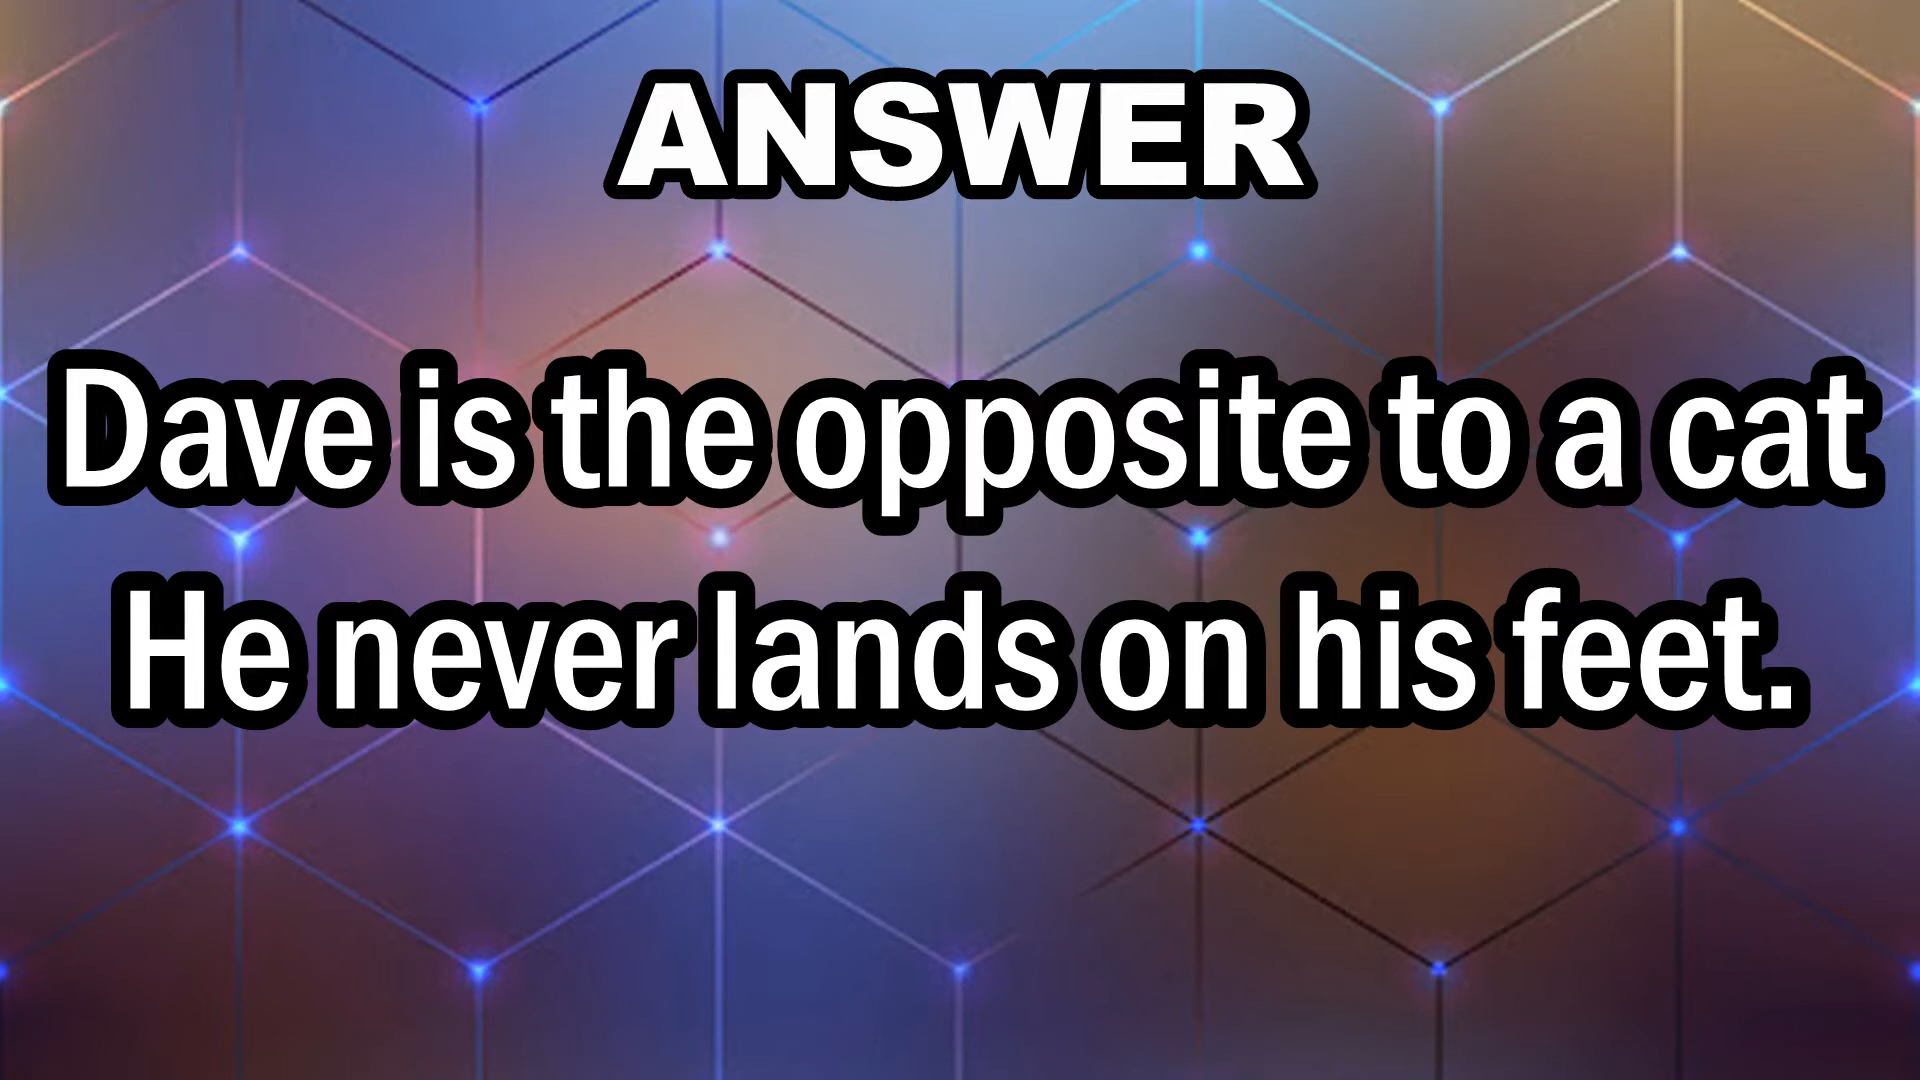 ANSWER
Dave is the opposite to a cat
He never lands on his feet.